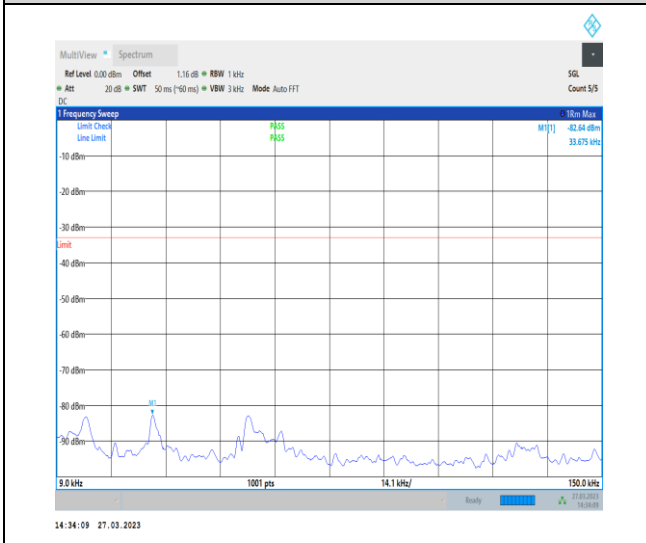 MultiView Spectrum
Ref Level 0.00 dBm Offset 1.16 dB RBW 1 kHz SGL
Att 20 dB SWT 50 ms (~60 ms) VBW 3 kHz Mode Auto FFT Count 5/5
DC
1 Frequency Sweep 1Rm Max
Limit Check PASS M1[1] -82.64 dBm
Line Limit PASS 33.675 kHz
-10 dBm
-20 dBm
-30 dBm
Limit
-40 dBm
-50 dBm
-60 dBm
-70 dBm
-80 dBm
M1
-90 dBm
9.0 kHz 1001 pts 14.1 kHz/ 150.0 kHz
Ready 27.03.2023
14:34:09
14:34:09 27.03.2023